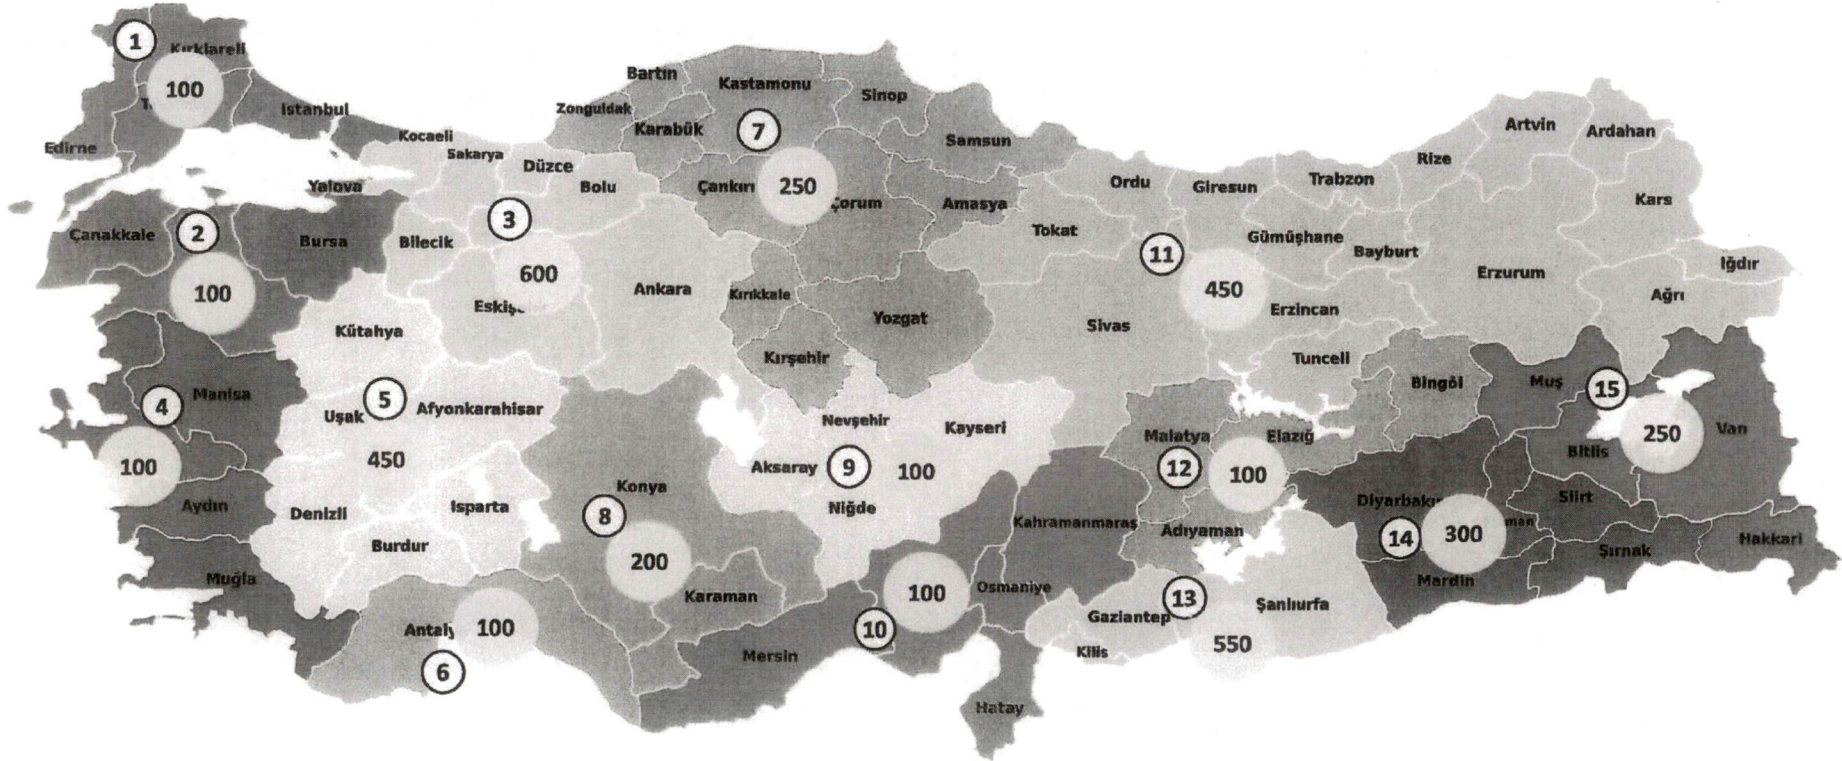 1
Kırklareli
100
Istanbul
Edirne
Kocaeli
Sakarya
Yalova
Düzce
Bolu
Bartın
Zonguldak
Karabük
Kastamonu
Sinop
7
Samsun
Çankırı
250
Çorum
Amasya
Ordu
Giresun
Trabzon
Rize
Artvin
Ardahan
Kars
Çanakkale
2
Bursa
Bilecik
3
100
600
Ankara
Kırıkkale
Yozgat
Kırşehir
Tokat
11
Gümüşhane
Bayburt
Erzurum
Iğdır
Ağrı
450
Erzincan
Sivas
Tunceli
Bingöl
Muş
15
Kütahya
Manisa
4
Uşak
5
Afyonkarahisar
Nevşehir
Kayseri
Malatya
Elazığ
250
Van
Bitlis
100
450
Aksaray
9
100
12
100
Aydın
Denizli
Isparta
Konya
8
Niğde
Kahramanmaraş
Adıyaman
Siirt
14
300
man
Şırnak
Hakkari
Burdur
200
Muğla
Karaman
100
Osmaniye
Mardin
100
6
10
Mersin
Gaziantep
13
Şanlıurfa
Kilis
550
Hatay